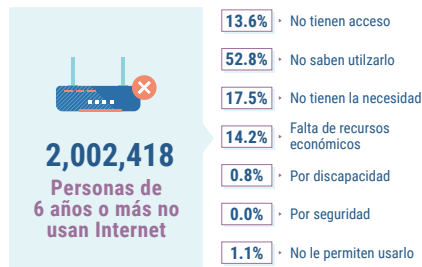 2,002,418
Personas de
6 años o más no
usan Internet
13.6% No tienen acceso
52.8% No saben utilzarlo
17.5% No tienen la necesidad
14.2% Falta de recursos
económicos
0.8% Por discapacidad
0.0% Por seguridad
1.1% No le permiten usarlo